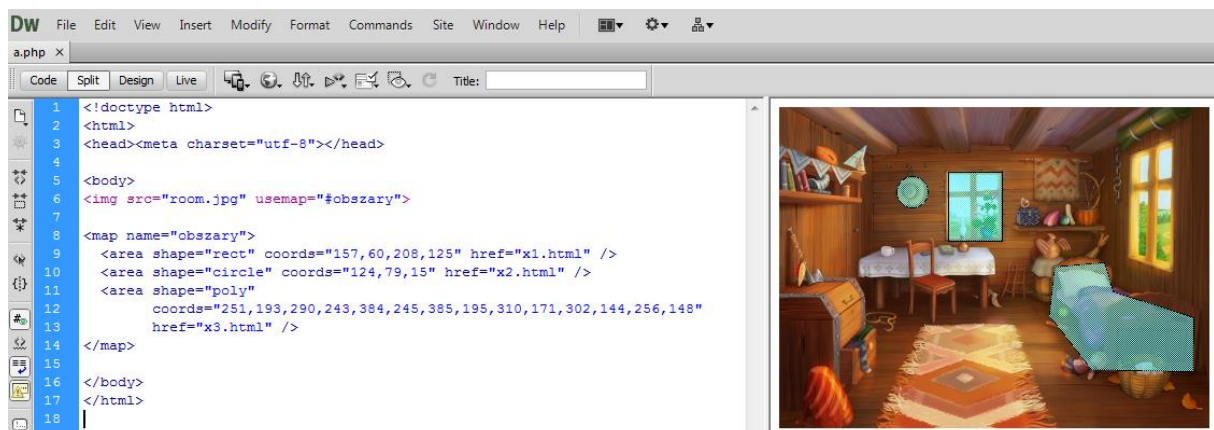 DW File Edit View Insert Modify Format Commands Site Window Help
a.php ×
Code Split Design Live Title:
1 <!doctype html>
2 <html>
3 <head><meta charset="utf-8"></head>
4
5 <body>
6 <img src="room.jpg" usemap="#obszary">
7
8 <map name="obszary">
9 <area shape="rect" coords="157,60,208,125" href="x1.html" />
10 <area shape="circle" coords="124,79,15" href="x2.html" />
11 <area shape="poly"
12 coords="251,193,290,243,384,245,385,195,310,171,302,144,256,148"
13 href="x3.html" />
14 </map>
15
16 </body>
17 </html>
18